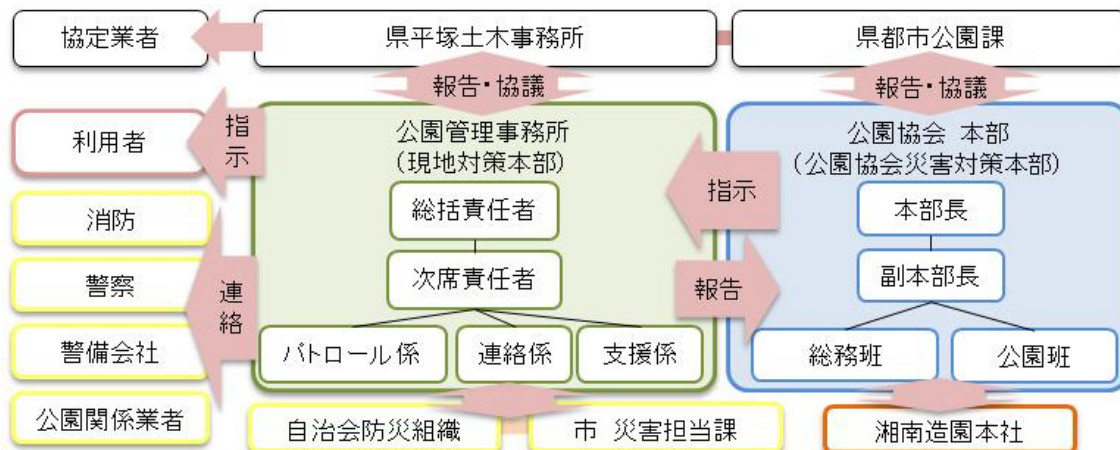 協定業者
県平塚土木事務所
県都市公園課
報告・協議
報告・協議
利用者
指示
公園管理事務所
(現地対策本部)
公園協会 本部
(公園協会災害対策本部)
指示
総括責任者
本部長
消防
次席責任者
副本部長
警察
連絡
報告
パトロール係
連絡係
支援係
総務班
公園班
警備会社
公園関係業者
自治会防災組織
市 災害担当課
湘南造園本社